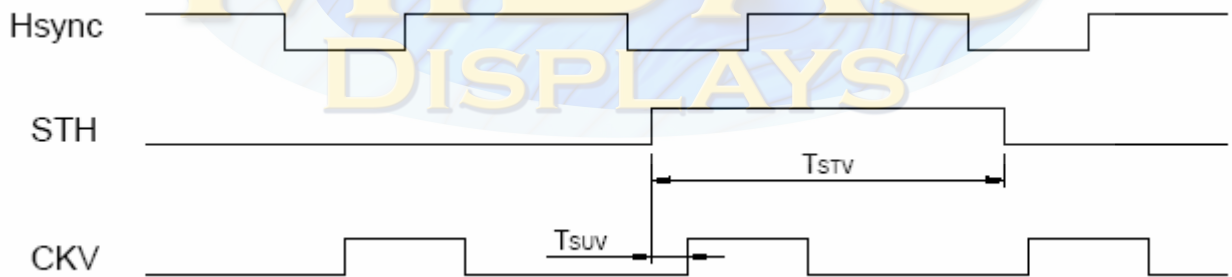 Hsync
DISPLAYS
STH
TSTV
CKV
TSUV